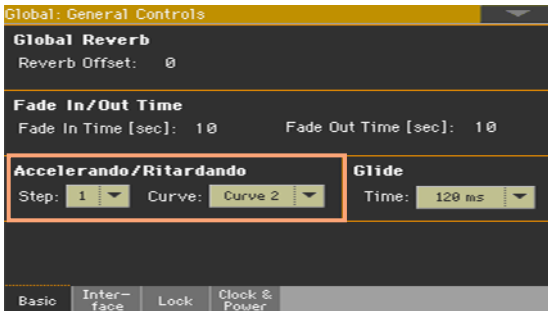 Global: General Controls
Global Reverb
Reverb Offset: 0
Fade In/Out Time
Fade In Time [sec]: 10 Fade Out Time [sec]: 10
Accelerando/Ritardando Glide
Step: 1 Curve: Curve 2 Time: 120 ms
Basic Inter- Lock Clock &
face Power